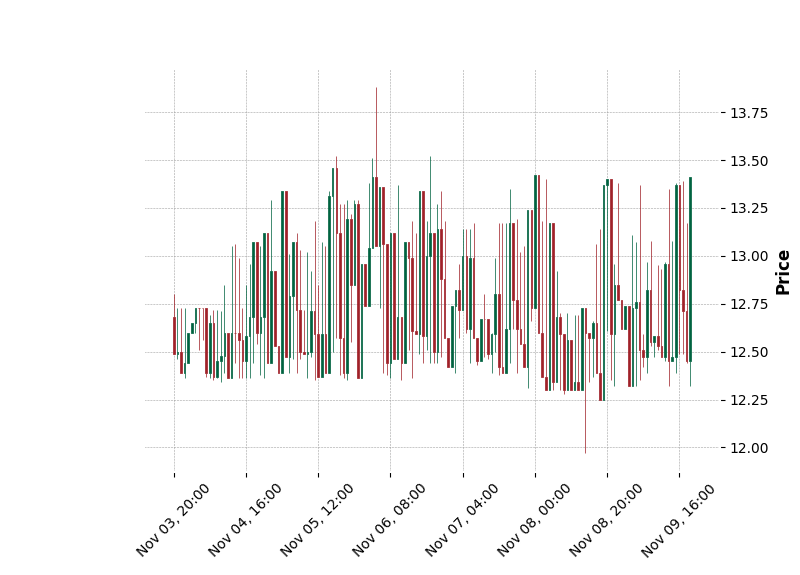 13.75
13.50
13.25
13.00
12.75
12.50
12.25
12.00
Price
Nov 03, 20:00
Nov 04, 16:00
Nov 05, 12:00
Nov 06, 08:00
Nov 07, 04:00
Nov 08, 00:00
Nov 08, 20:00
Nov 09, 16:00